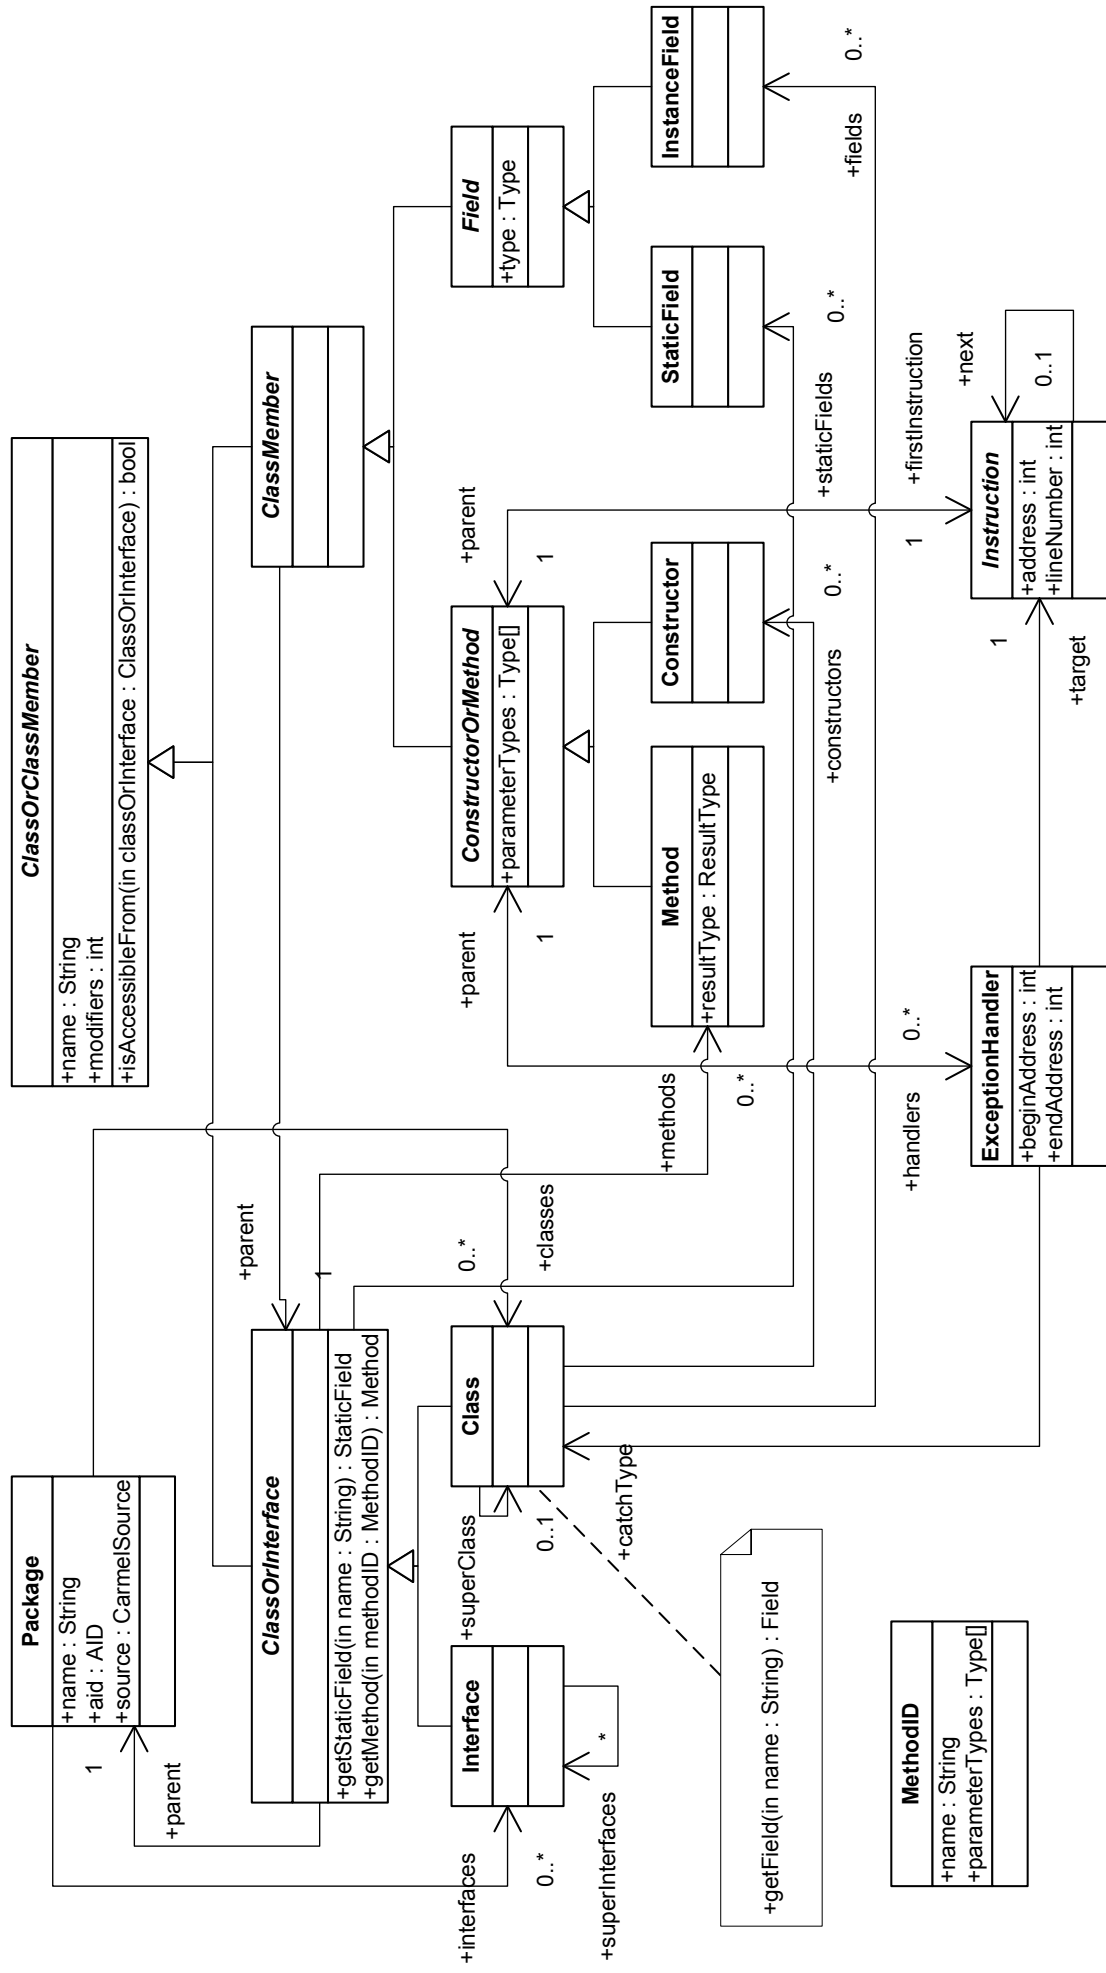 Package
+name : String
+aid : AID
+source : CarmelSource
ClassOrClassMember
+name : String
+modifiers : int
+isAccessibleFrom(in classOrInterface : ClassOrInterface) : bool
1
+parent
+parent
1
ClassOrInterface
+getStaticField(in name : String) : StaticField
+getMethod(in methodID : MethodID) : Method
ClassMember
+interfaces
0..*
Interface
*
+superInterfaces
+superClass
0..1
Class
0..*
+classes
+parent
1
ConstructorOrMethod
+parameterTypes : Type[]
+parent
1
Field
+type : Type
+catchType
+methods
0..*
Method
+resultType : ResultType
Constructor
0..*
+constructors
StaticField
0..*
+staticFields
InstanceField
0..*
+fields
+getField(in name : String) : Field
MethodID
+name : String
+parameterTypes : Type[]
+handlers
0..*
ExceptionHandler
+beginAddress : int
+endAddress : int
1
+target
1
+firstInstruction
Instruction
+address : int
+lineNumber : int
+next
0..1